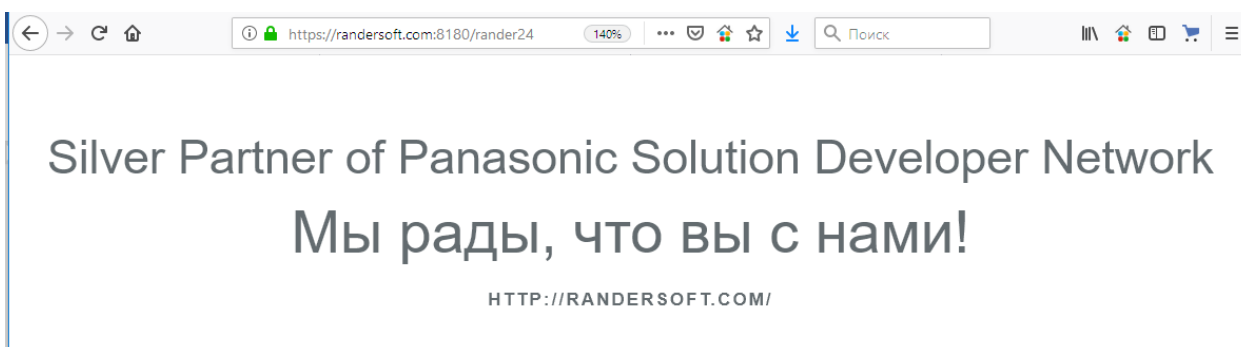 https://randersoft.com:8180/rander24 140% Поиск
Silver Partner of Panasonic Solution Developer Network
Мы рады, что вы с нами!
HTTP://RANDERSOFT.COM/